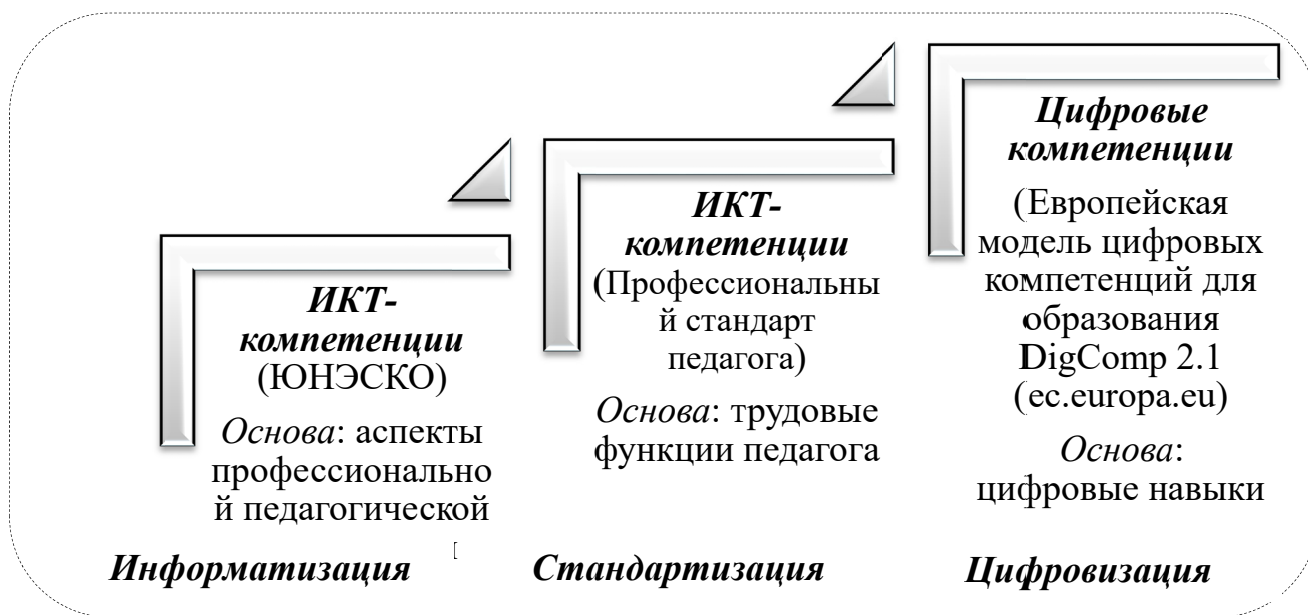 ИКТ-
компетенции
(ЮНЭСКО)
Основа: аспекты
профессионально
й педагогической
Информатизация
ИКТ-
компетенции
(Профессиональны
й стандарт
педагога)
Основа: трудовые
функции педагога
Стандартизация
Цифровые
компетенции
(Европейская
модель цифровых
компетенций для
образования
DigComp 2.1
(ec.europa.eu)
Основа:
цифровые навыки
Цифровизация